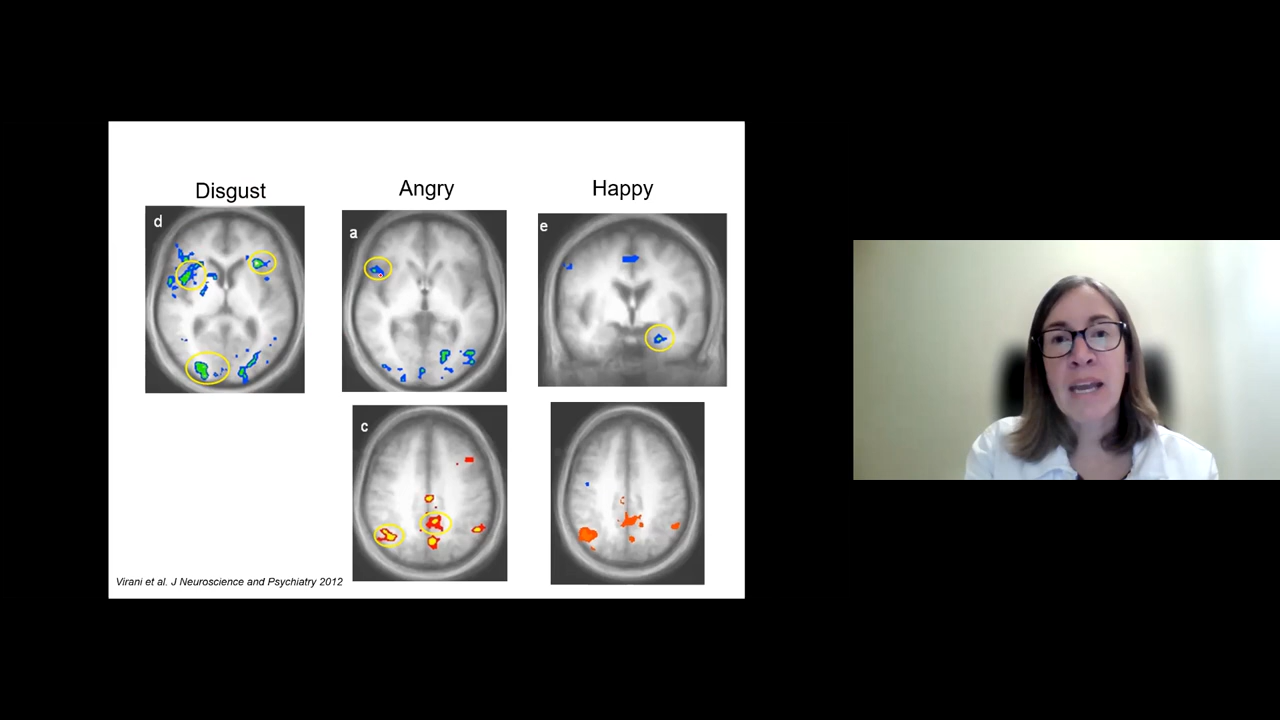 Disgust
Angry
Happy
d
a
e
c
Virani et al. J Neuroscience and Psychiatry 2012